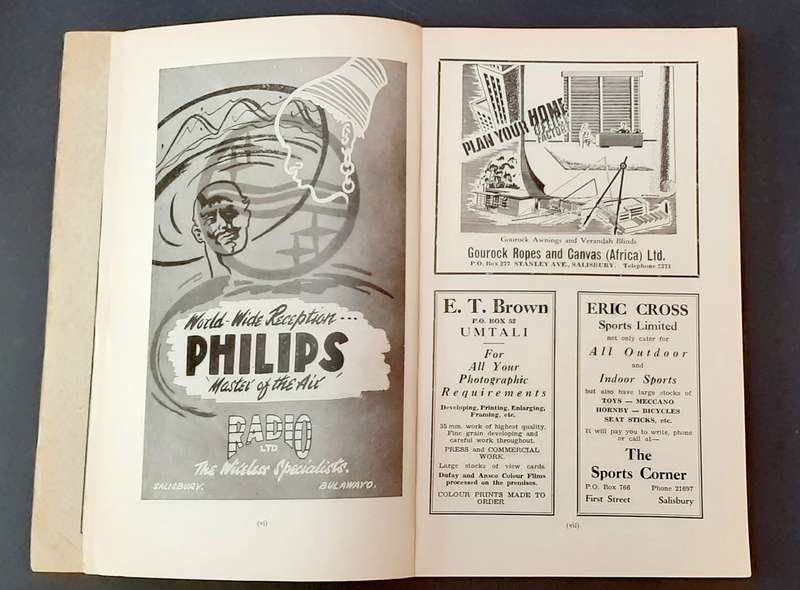 World-Wide Reception ...
PHILIPS
'Master of the Air'
RADIO
LTD
The Wireless Specialists.
SALISBURY.
BULAWAYO.
(vi)
PLAN YOUR HOME
FACTORY
Gourock Awnings and Verandah Blinds
Gourock Ropes and Canvas (Africa) Ltd.
P.O. Box 277 STANLEY AVE., SALISBURY. Telephone 2271
E. T. Brown
P.O. BOX 52
UMTALI
For
All Your
Photographic
Requirements
Developing, Printing, Enlarging,
Framing, etc.
35 mm. work of highest quality.
Fine grain developing and
careful work throughout.
PRESS and COMMERCIAL
WORK.
Large stocks of view cards.
Dufay and Ansco Colour Films
processed on the premises.
COLOUR PRINTS MADE TO
ORDER
ERIC CROSS
Sports Limited
not only cater for
All Outdoor
and
Indoor Sports
but also have large stocks of
TOYS — MECCANO
HORNBY — BICYCLES
SEAT STICKS, etc.
It will pay you to write, phone
or call at—
The
Sports Corner
P.O. Box 766 Phone 21697
First Street Salisbury
(vii)